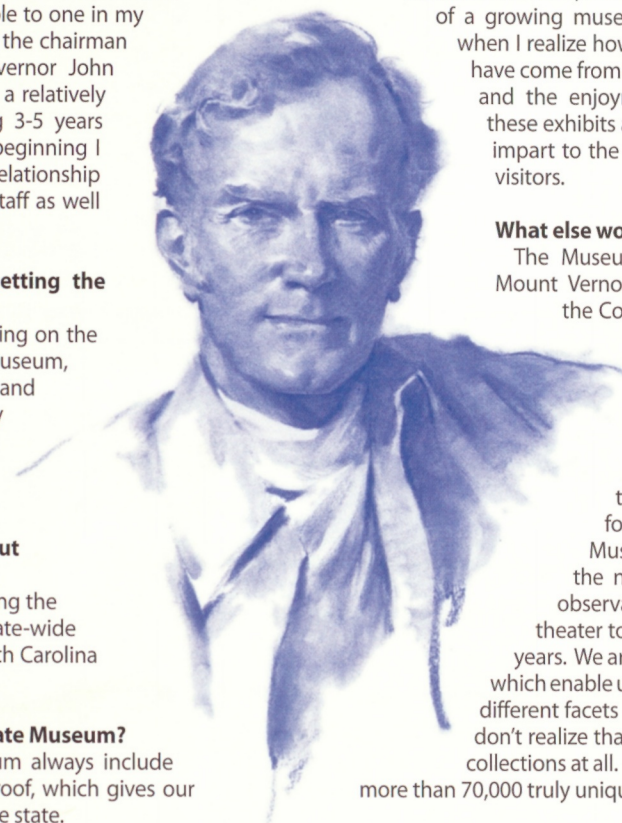 le to one in my
the chairman
vernor John
a relatively
g 3-5 years
beginning I
elationship
taff as well
etting the
ing on the
useum,
and
ut
ng the
ate-wide
th Carolina
ate Museum?
um always include
roof, which gives our
e state.
of a growing muse
when I realize how
have come from
and the enjoy
these exhibits
impart to the
visitors.
What else wo
The Museu
Mount Verno
the Co
t
fo
Mus
the n
observa
theater to
years. We ar
which enable u
different facets
don't realize tha
collections at all.
more than 70,000 truly uniqu